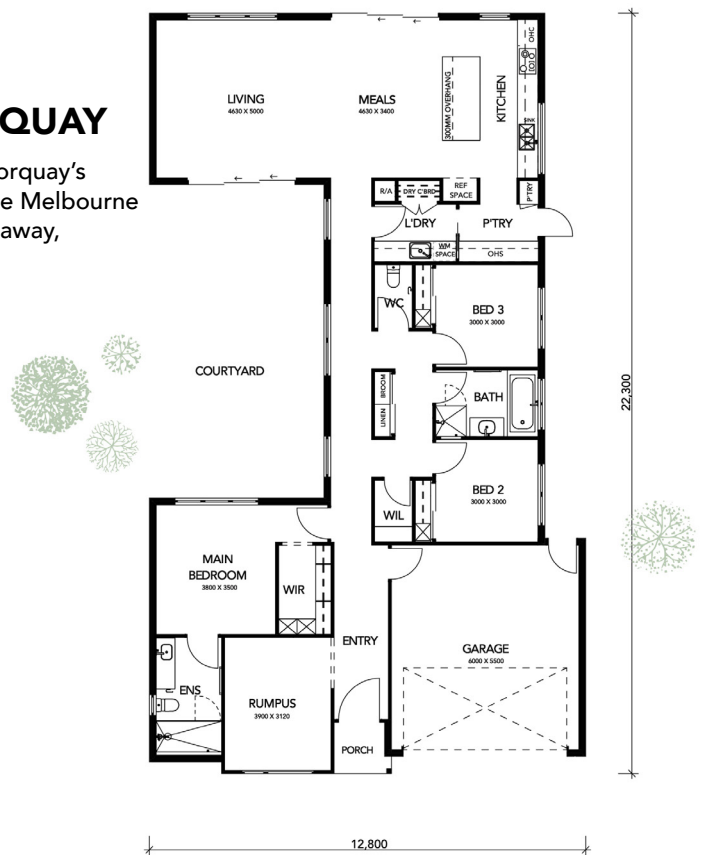 QUAY
orquay's
e Melbourne
away,
LIVING
4630 X 5000
MEALS
4630 X 3400
300MM OVERHANG
KITCHEN
OHC
SINK
R/A
DRY C'BRD
REF
SPACE
P'TRY
L'DRY
P'TRY
WM
SPACE
OHS
WC
BED 3
3000 X 3000
COURTYARD
BROOM
LINEN
BATH
22,300
WIL
BED 2
3000 X 3000
MAIN
BEDROOM
3800 X 3500
WIR
ENTRY
GARAGE
6000 X 5500
ENS
RUMPUS
3900 X 3120
PORCH
12,800